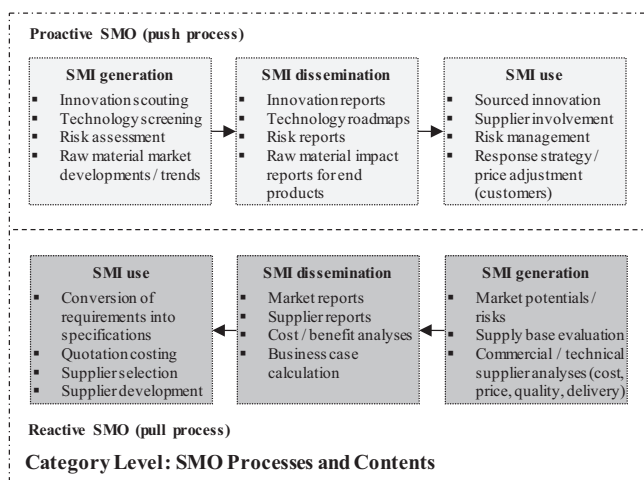 Proactive SMO (push process)
SMI generation
▪ Innovation scouting
▪ Technology screening
▪ Risk assessment
▪ Raw material market
developments / trends
SMI dissemination
▪ Innovation reports
▪ Technology roadmaps
▪ Risk reports
▪ Raw material impact
reports for end
products
SMI use
▪ Sourced innovation
▪ Supplier involvement
▪ Risk management
▪ Response strategy /
price adjustment
(customers)
SMI use
▪ Conversion of
requirements into
specifications
▪ Quotation costing
▪ Supplier selection
▪ Supplier development
SMI dissemination
▪ Market reports
▪ Supplier reports
▪ Cost / benefit analyses
▪ Business case
calculation
SMI generation
▪ Market potentials /
risks
▪ Supply base evaluation
▪ Commercial / technical
supplier analyses (cost,
price, quality, delivery)
Reactive SMO (pull process)
Category Level: SMO Processes and Contents